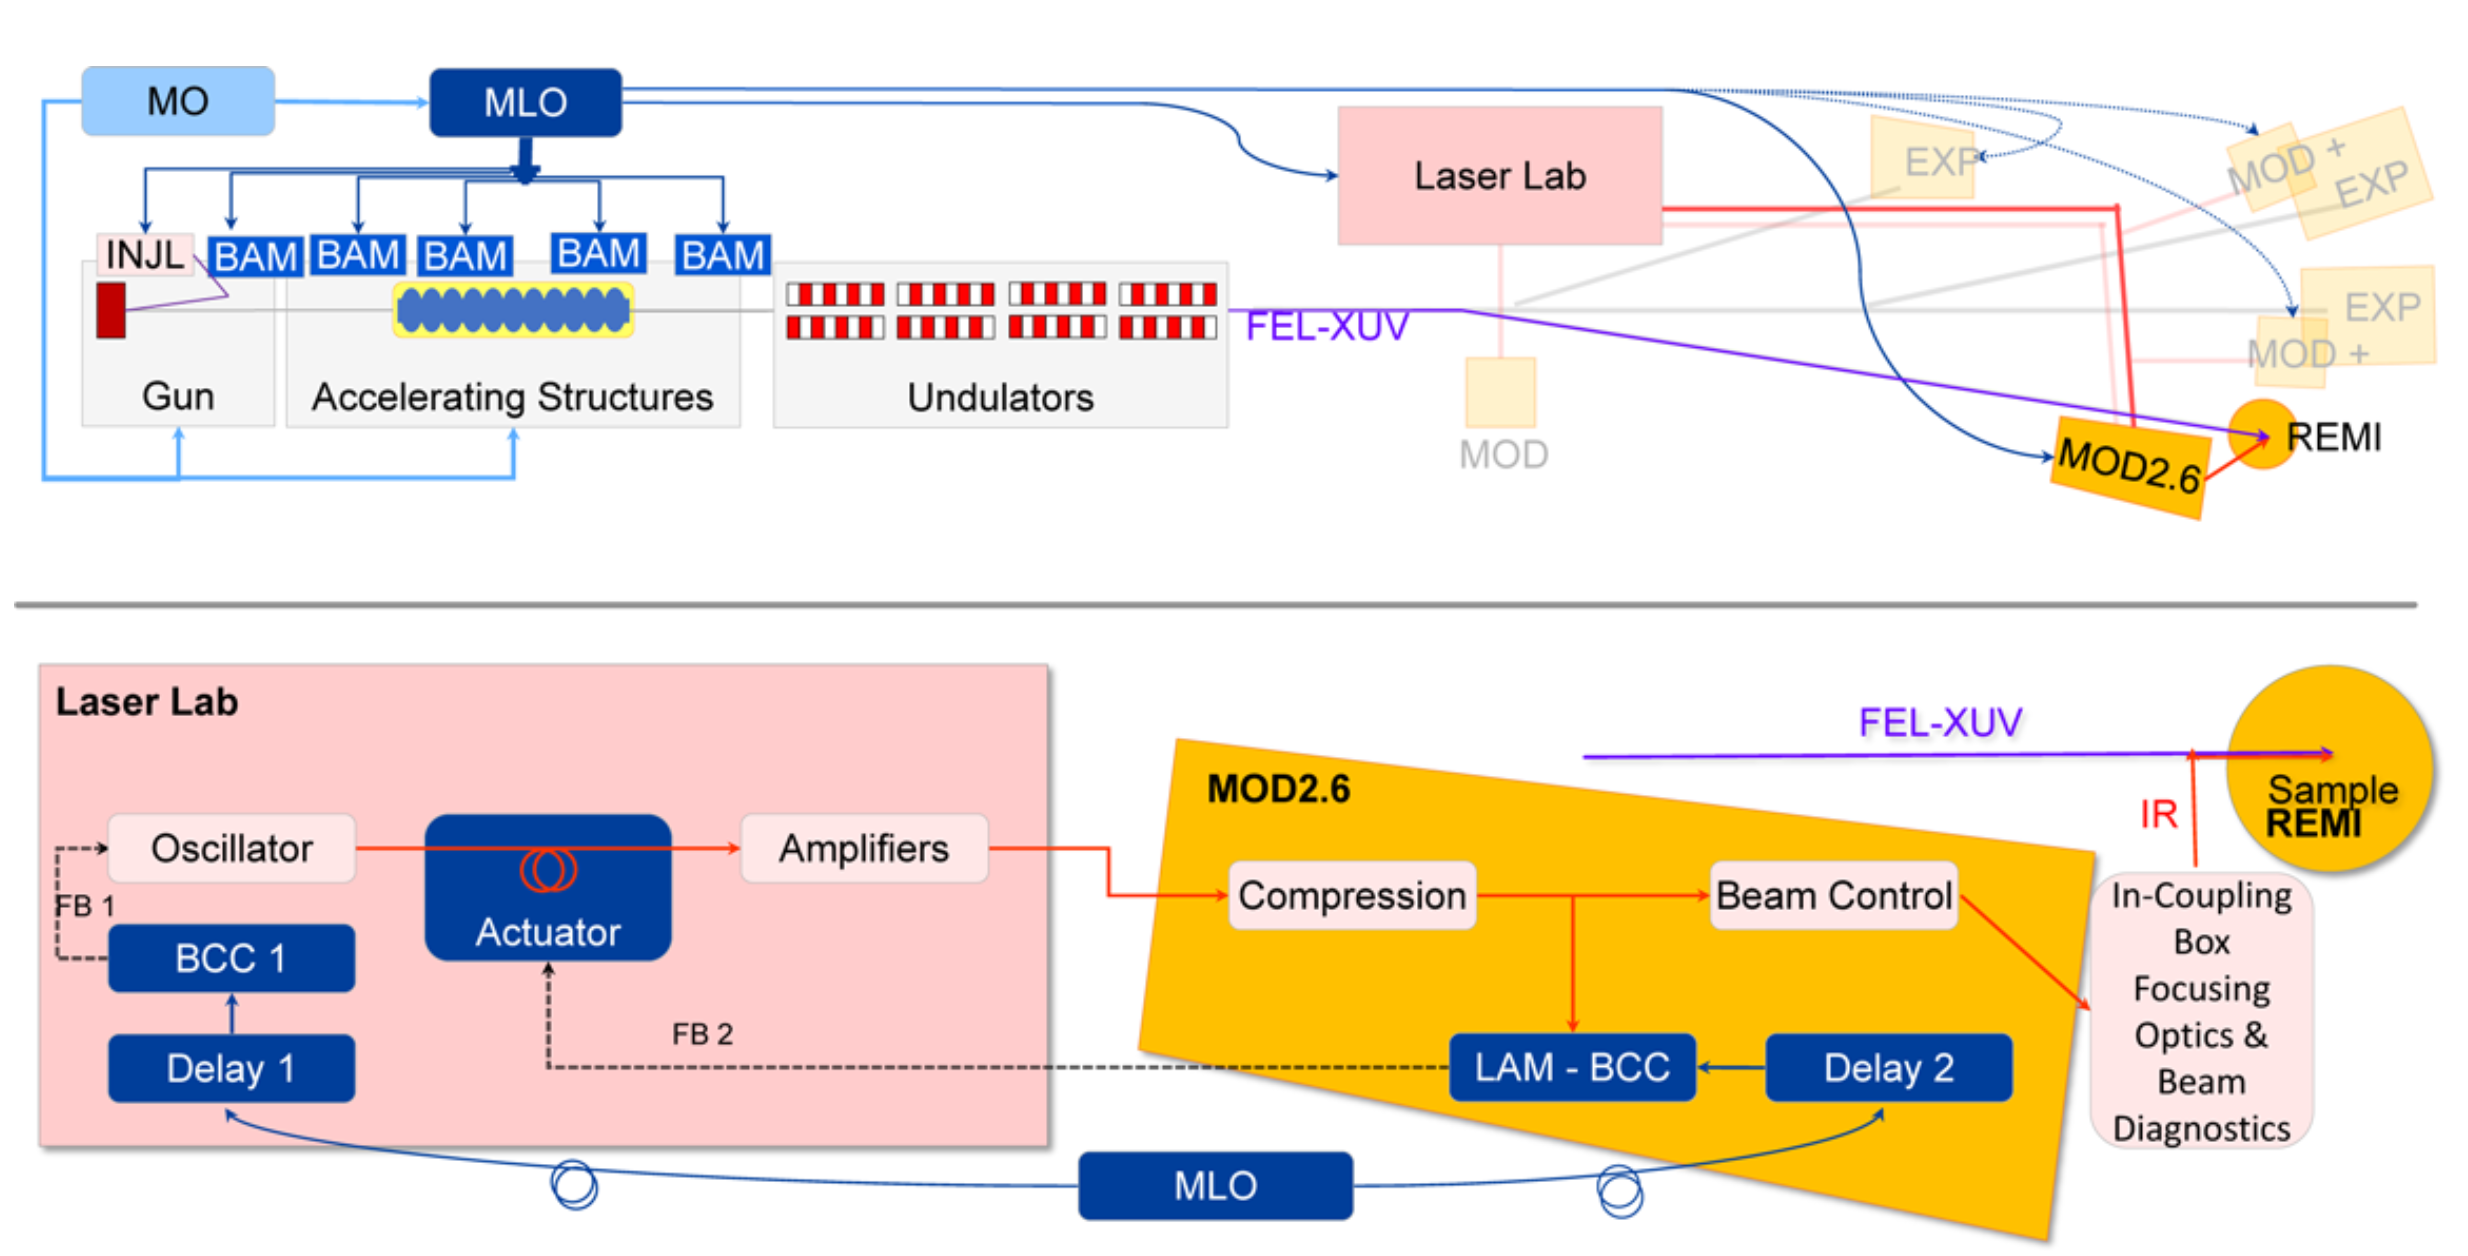 MO
MLO
Laser Lab
EXP
MOD +
EXP
INJL
BAM
BAM
BAM
BAM
BAM
FEL-XUV
EXP
MOD +
Gun
Accelerating Structures
Undulators
MOD
MOD2.6
REMI
Laser Lab
Oscillator
Actuator
Amplifiers
FB 1
BCC 1
Delay 1
FB 2
MOD2.6
Compression
Beam Control
LAM - BCC
Delay 2
MLO
FEL-XUV
IR
Sample
REMI
In-Coupling
Box
Focusing
Optics &
Beam
Diagnostics